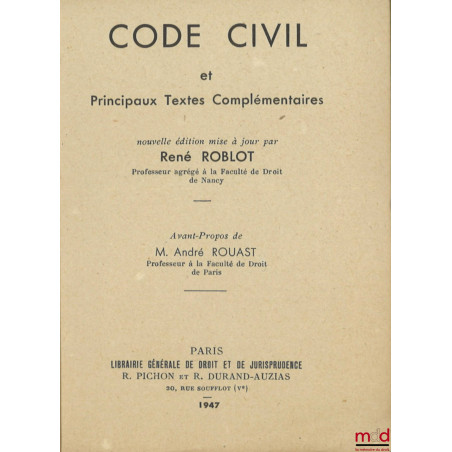 CODE CIVIL
et
Principaux Textes Complémentaires
nouvelle édition mise à jour par
René ROBLOT
Professeur agrégé à la Faculté de Droit
de Nancy
Avant-Propos de
M. André ROUAST
Professeur à la Faculté de Droit
de Paris
PARIS
LIBRAIRIE GÉNÉRALE DE DROIT ET DE JURISPRUDENCE
R. PICHON ET R. DURAND-AUZIAS
20, RUE SOUFFLOT (Vᵉ)
1947
mdd
la mémoire du droit